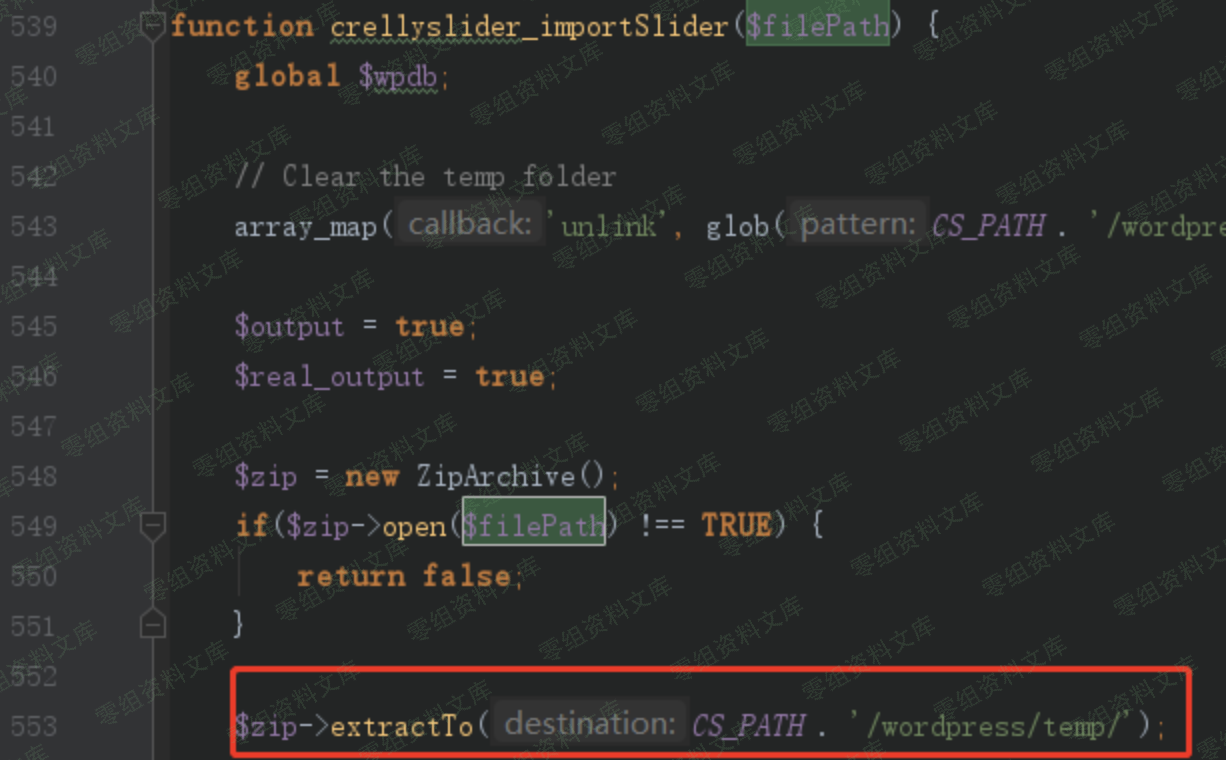 539 function crellyslider_importSlider($filePath) {
540 global $wpdb;
541
542 // Clear the temp folder
543 array_map( callback: 'unlink', glob( pattern: CS_PATH . '/wordpre
544
545 $output = true;
546 $real_output = true;
547
548 $zip = new ZipArchive();
549 if($zip->open($filePath) !== TRUE) {
550 return false;
551 }
552
553 $zip->extractTo( destination: CS_PATH . '/wordpress/temp/');
零组资料文库